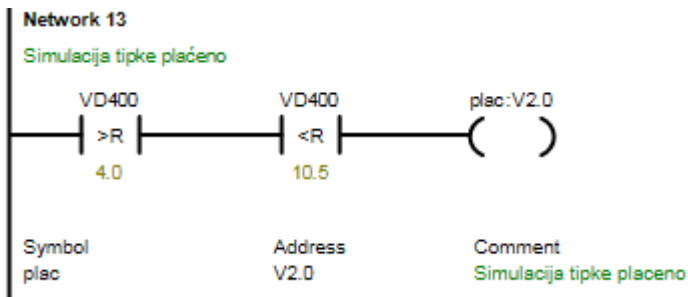 Network 13
Simulacija tipke plaćeno
VD400 VD400 plac:V2.0
>R <R
4.0 10.5
Symbol Address Comment
plac V2.0 Simulacija tipke placeno